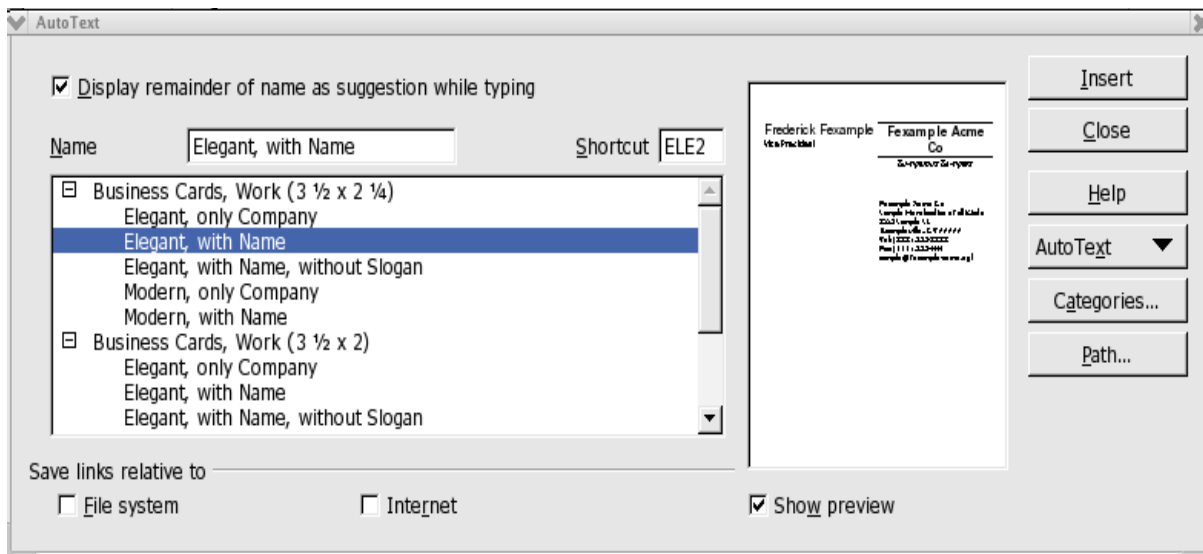 AutoText
Display remainder of name as suggestion while typing
Name Elegant, with Name Shortcut ELE2
Business Cards, Work (3 ½ x 2 ¼)
Elegant, only Company
Elegant, with Name
Elegant, with Name, without Slogan
Modern, only Company
Modern, with Name
Business Cards, Work (3 ½ x 2)
Elegant, only Company
Elegant, with Name
Elegant, with Name, without Slogan
Save links relative to
File system Internet Show preview
Frederick Fexample
Vice President
Fexample Acme
Co
Insert
Close
Help
AutoText
Categories...
Path...